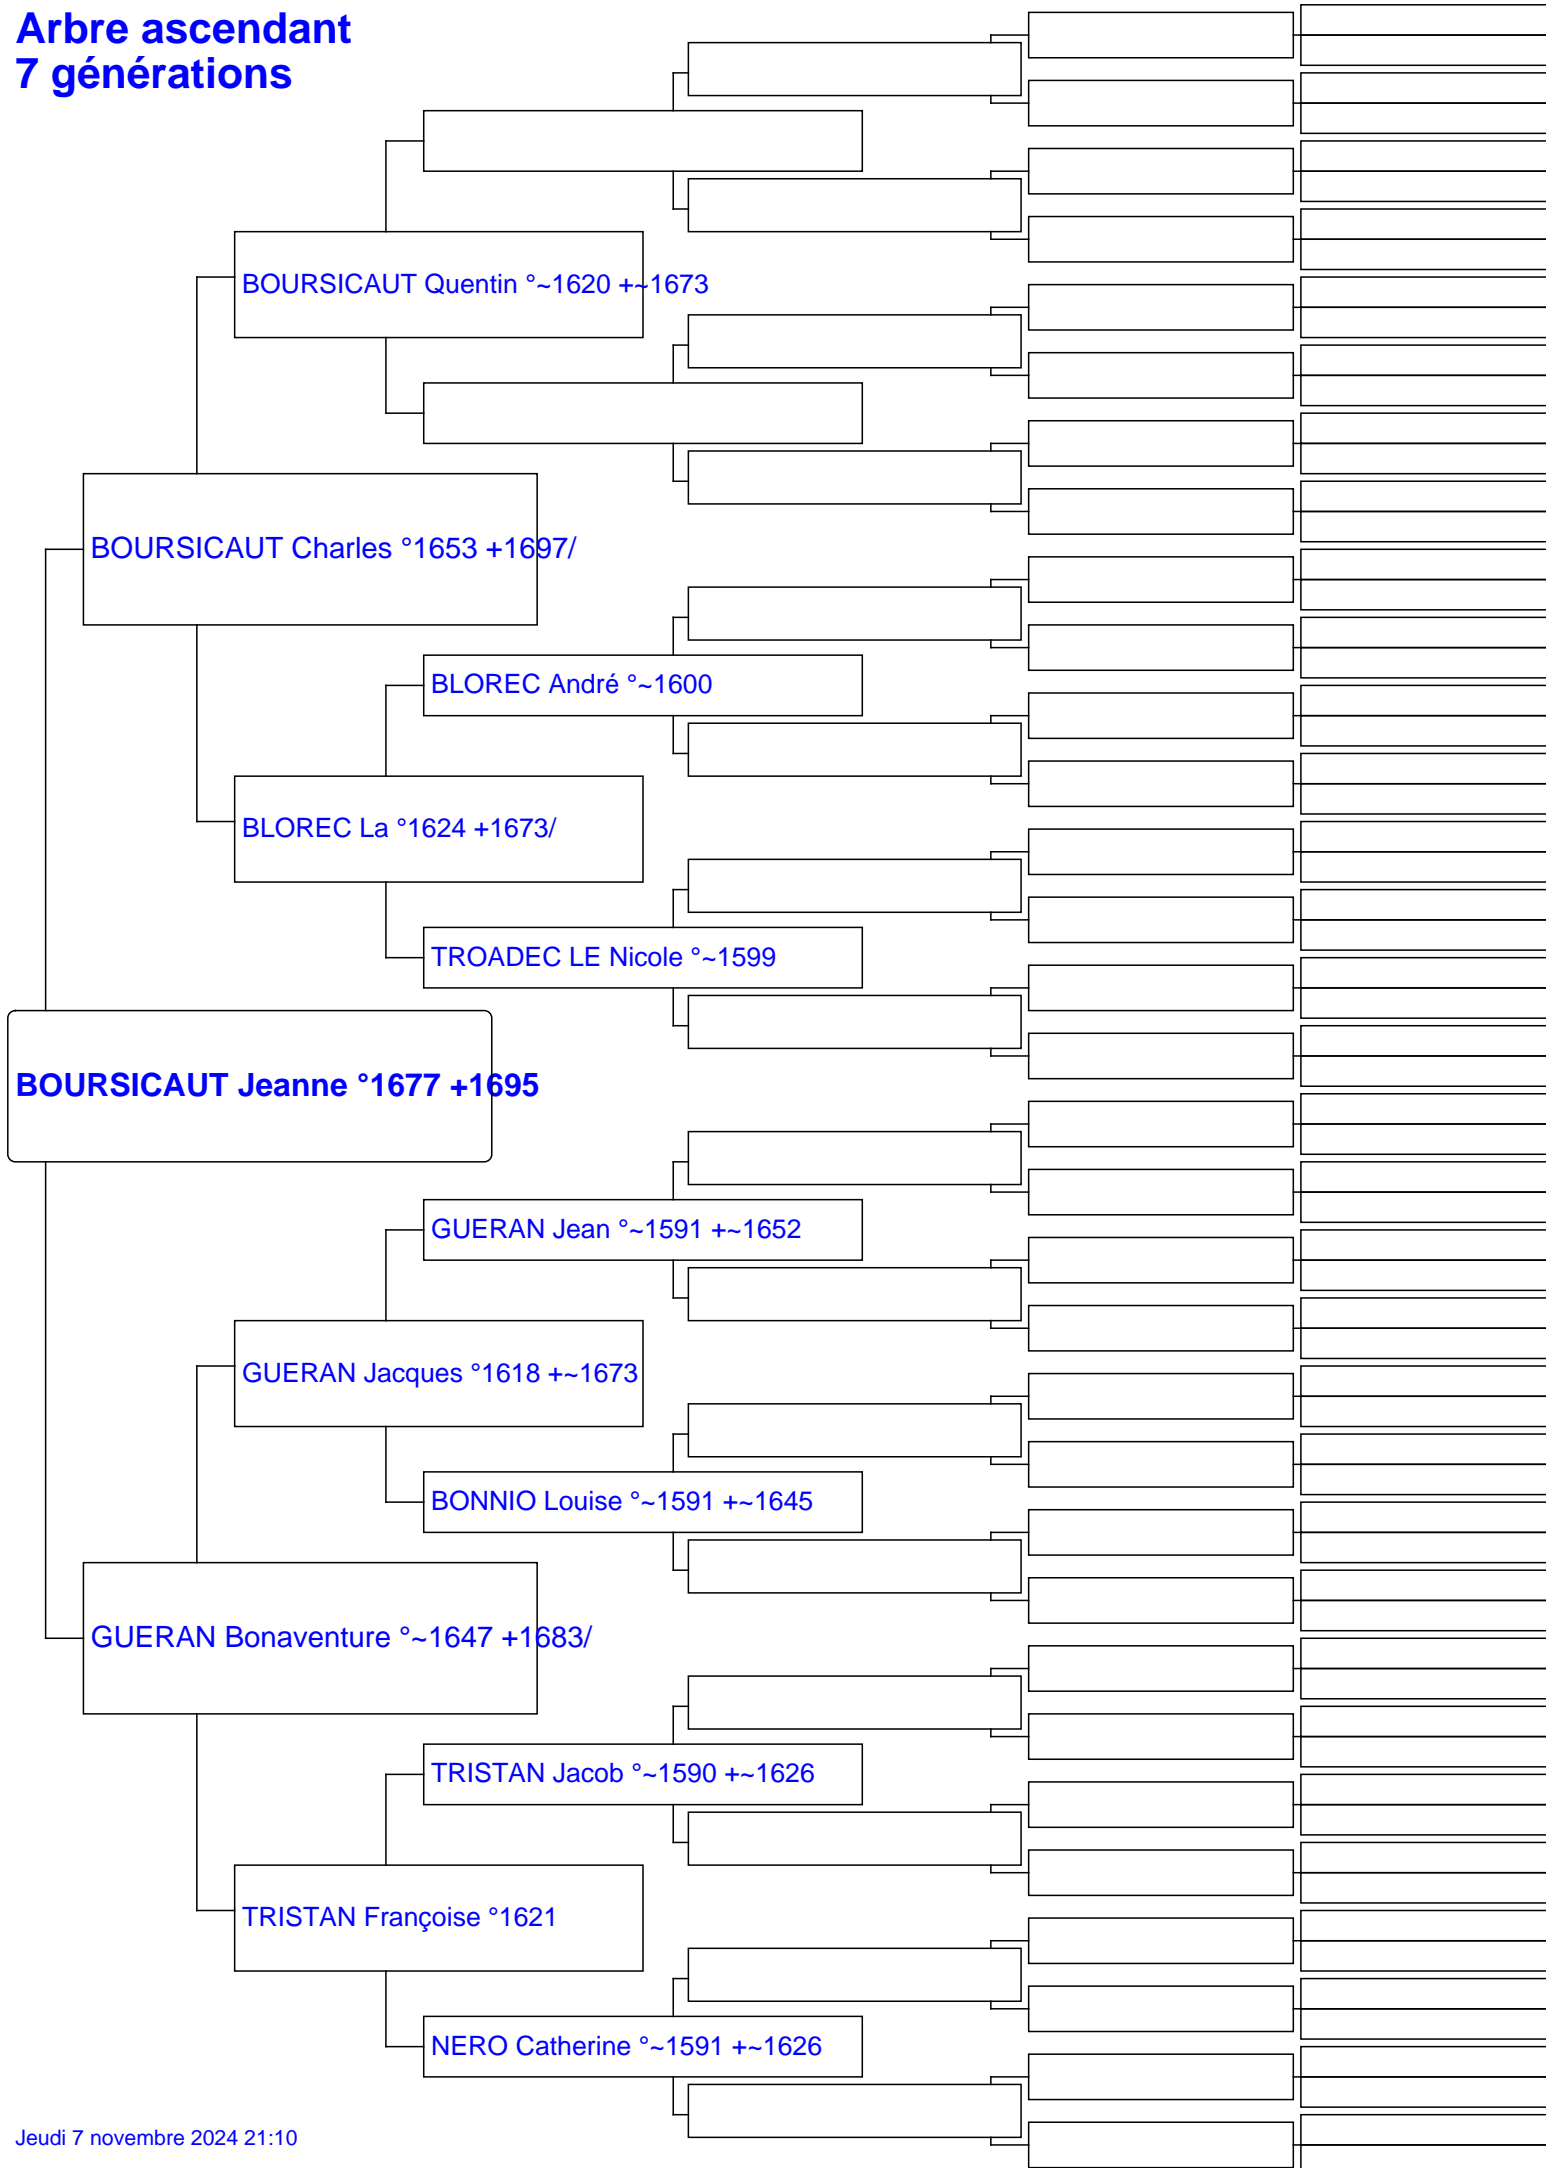 Arbre ascendant
7 générations
BOURSICAUT Quentin °~1620 +~1673
BOURSICAUT Charles °1653 +1697/
BLOREC André °~1600
BLOREC La °1624 +1673/
TROADEC LE Nicole °~1599
BOURSICAUT Jeanne °1677 +1695
GUERAN Jean °~1591 +~1652
GUERAN Jacques °1618 +~1673
BONNIO Louise °~1591 +~1645
GUERAN Bonaventure °~1647 +1683/
TRISTAN Jacob °~1590 +~1626
TRISTAN Françoise °1621
NERO Catherine °~1591 +~1626
Jeudi 7 novembre 2024 21:10